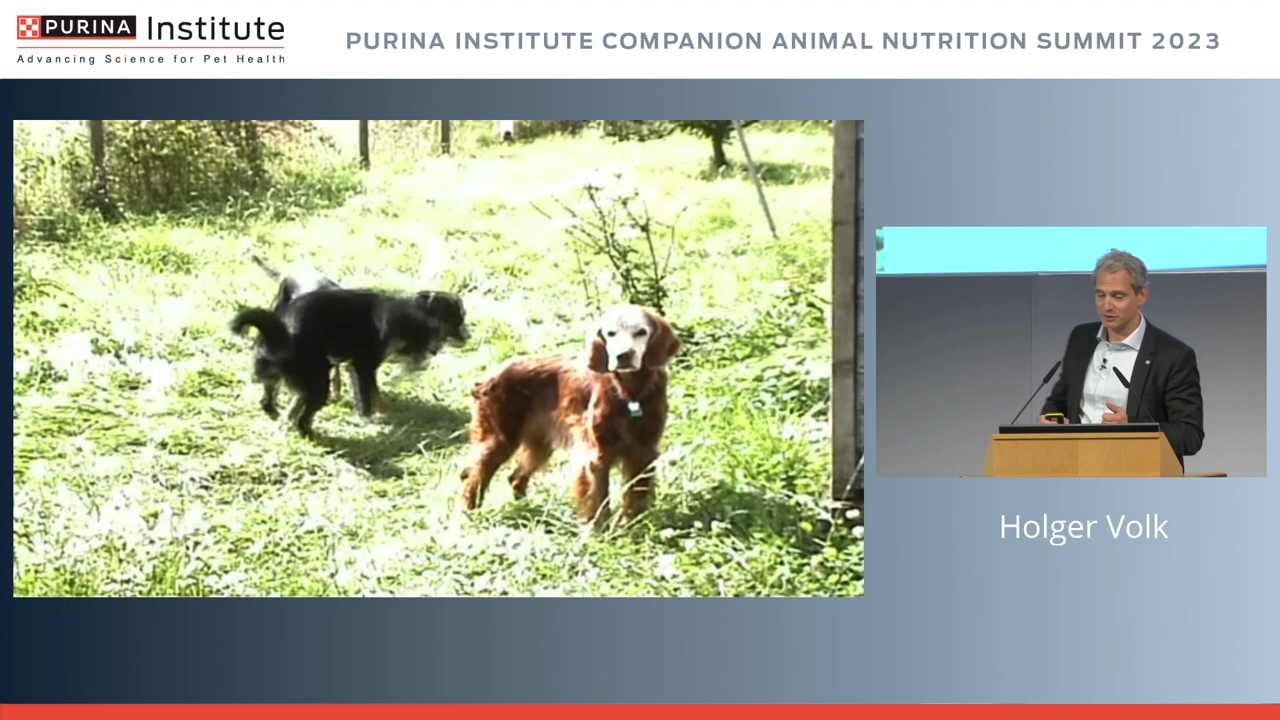 PURINA Institute
Advancing Science for Pet Health
PURINA INSTITUTE COMPANION ANIMAL NUTRITION SUMMIT 2023
Holger Volk